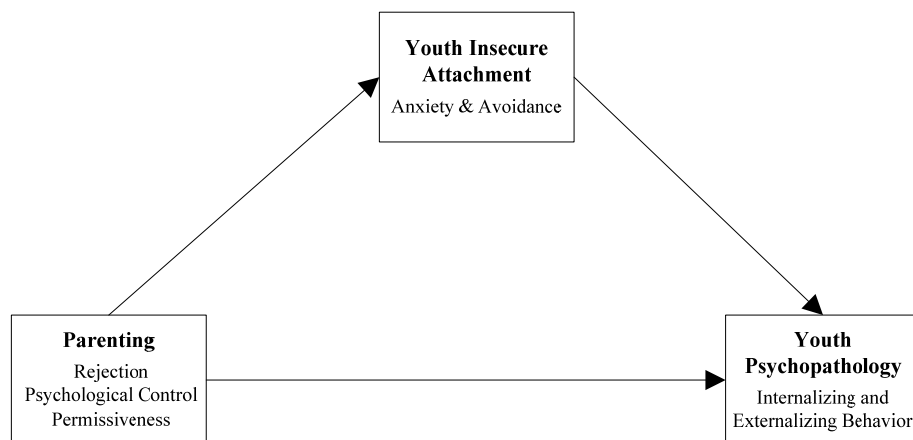 Youth Insecure
Attachment
Anxiety & Avoidance
Parenting
Rejection
Psychological Control
Permissiveness
Youth
Psychopathology
Internalizing and
Externalizing Behavior